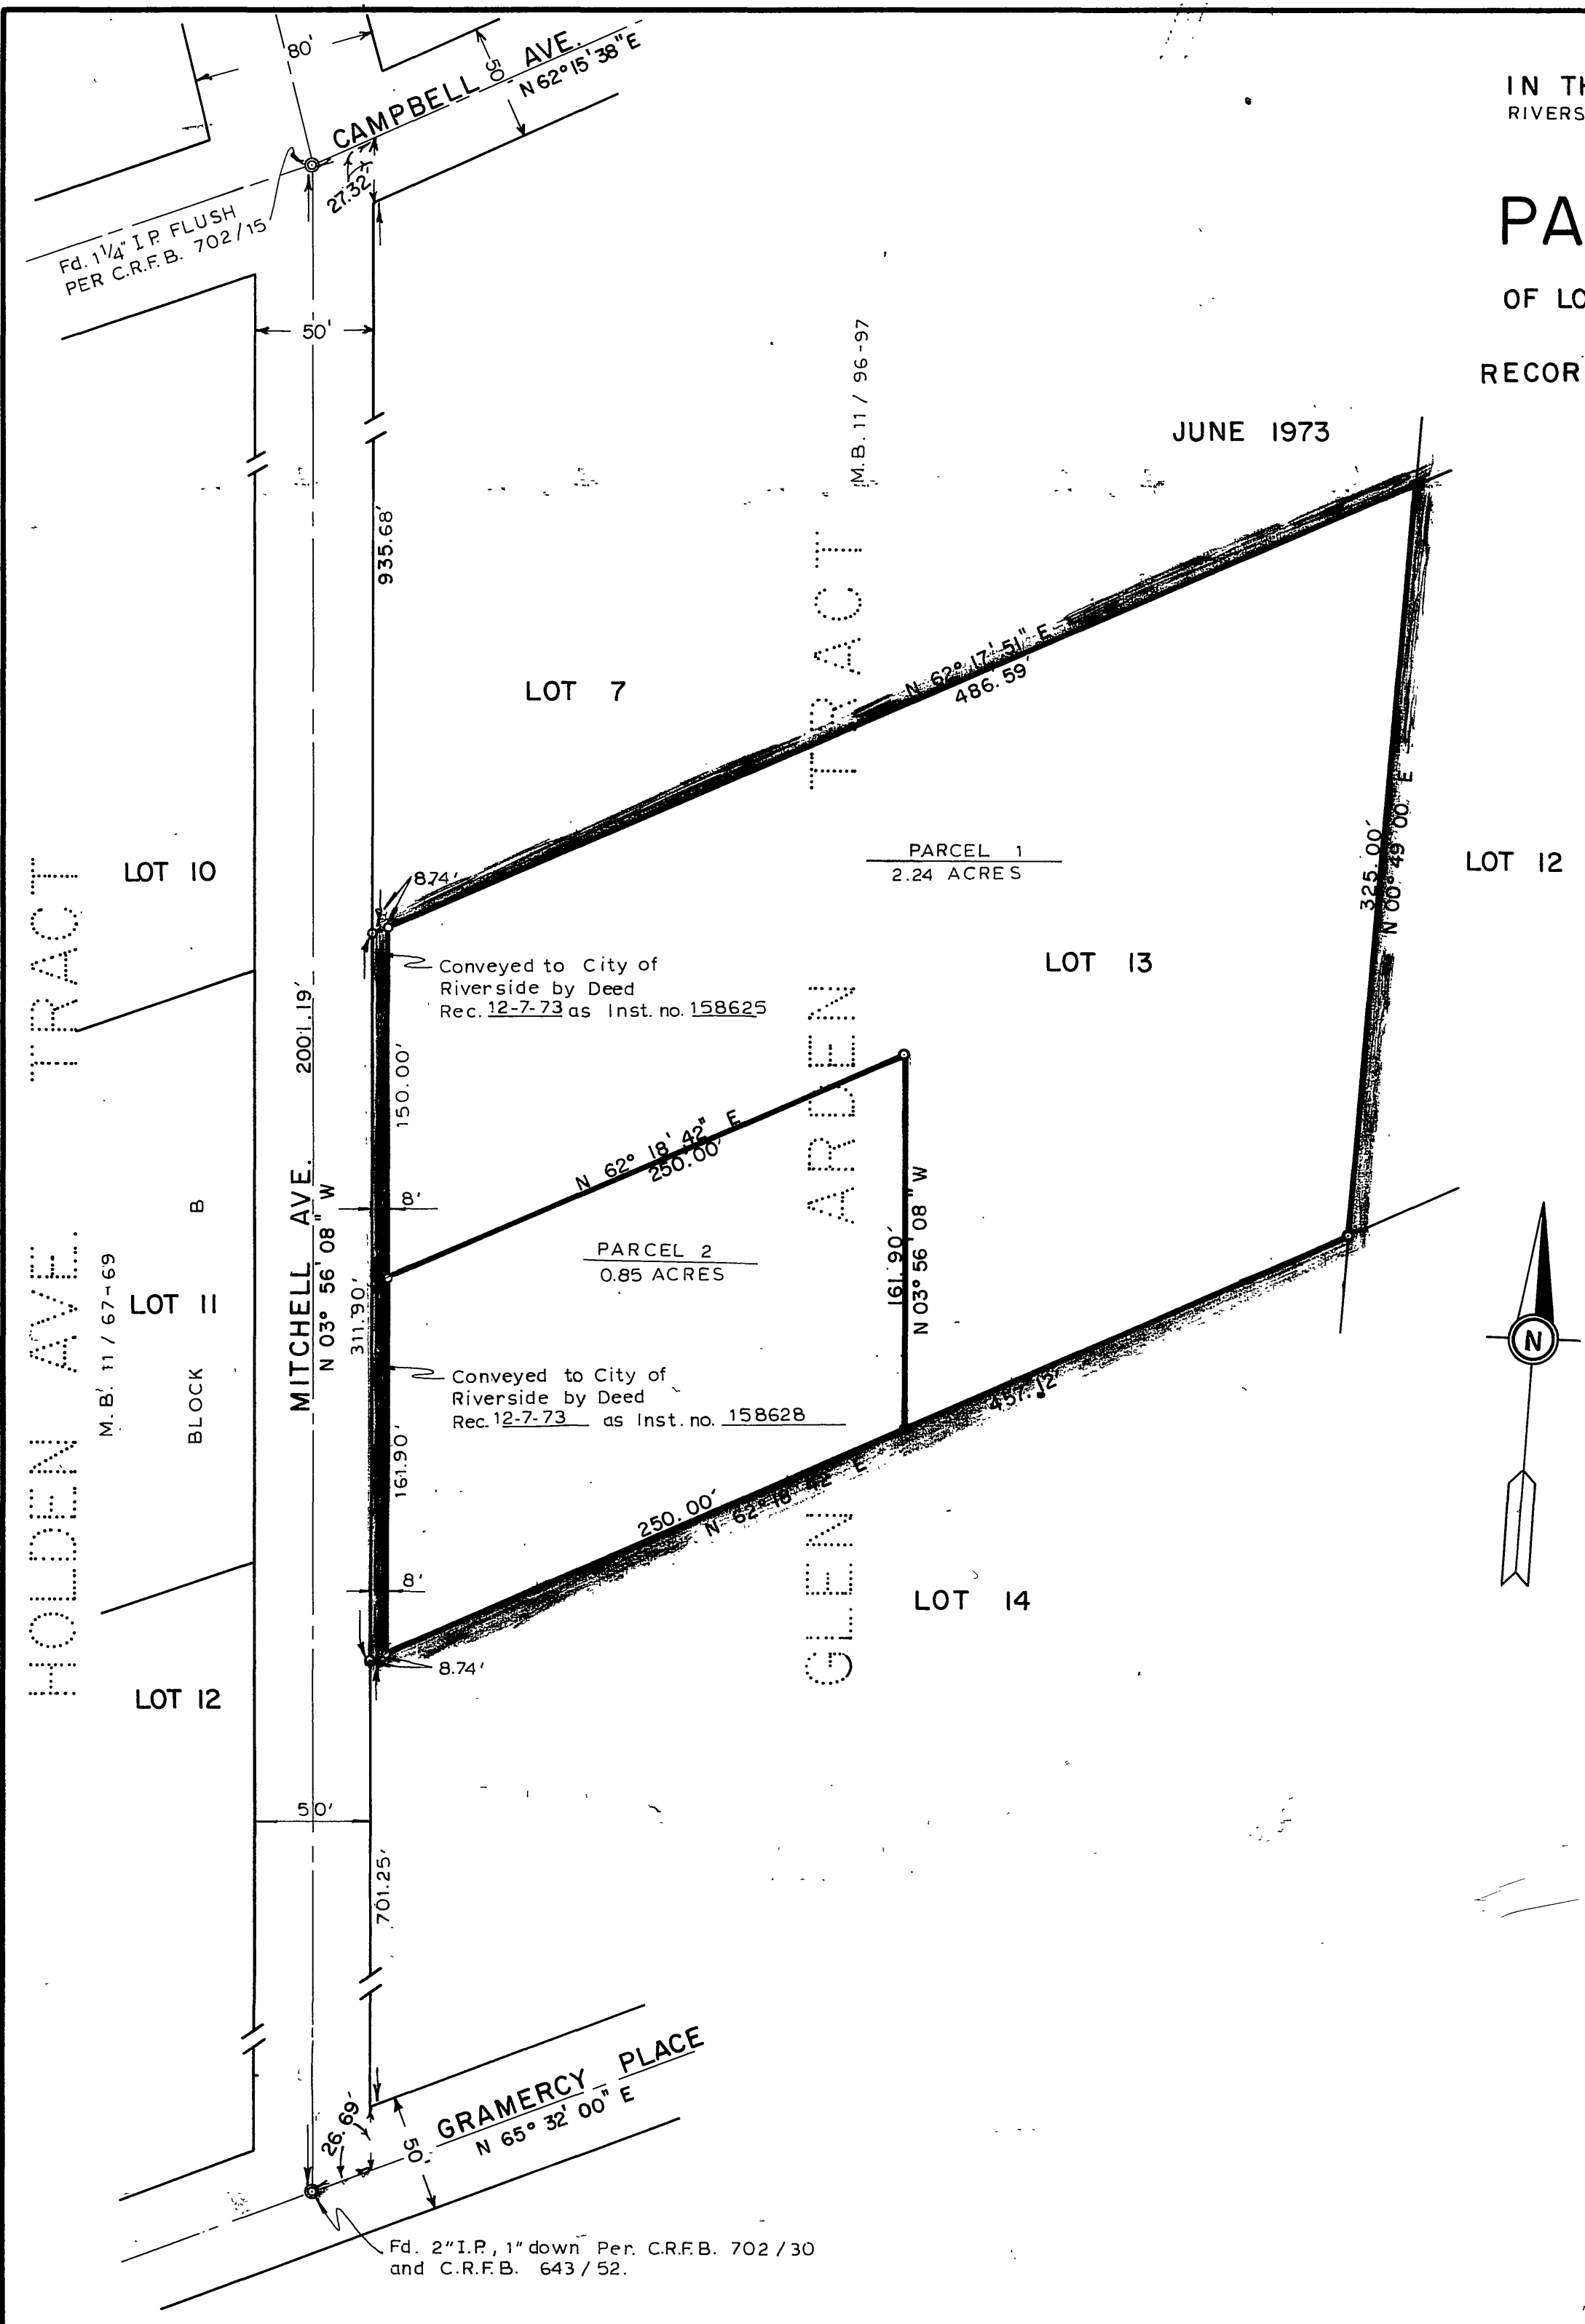 80'
CAMPBELL AVE.
N 62° 15' 38" E
50'
27.32'
Fd. 1 1/4" I.P. FLUSH
PER C.R.F.B. 702/15
50'
IN TH
RIVERS
PA
OF LO
RECOR
JUNE 1973
M.B. 11 / 96-97
935.68'
LOT 7
N 62° 17' 51" E
486.59'
PARCEL 1
2.24 ACRES
LOT 13
325.00'
N 00° 49' 00 E
LOT 12
GLEN ARDEN TRACT
8.74'
Conveyed to City of
Riverside by Deed
Rec. 12-7-73 as Inst. no. 158625
LOT 10
HOLDEN AVE. TRACT
M.B. 11 / 67-69
LOT 11
BLOCK B
LOT 12
2001.19'
MITCHELL AVE.
N 03° 56' 08" W
311.90'
150.00'
8'
N 62° 18' 42" E
250.00'
PARCEL 2
0.85 ACRES
161.90'
N 03° 56' 08" W
Conveyed to City of
Riverside by Deed
Rec. 12-7-73 as Inst. no. 158628
161.90'
8'
250.00'
N 62° 18' 42" E
457.12'
8.74'
LOT 14
N
50'
701.25'
GRAMERCY PLACE
N 65° 32' 00" E
26.69'
50'
Fd. 2" I.P., 1" down Per. C.R.F.B. 702 / 30
and C.R.F.B. 643 / 52.